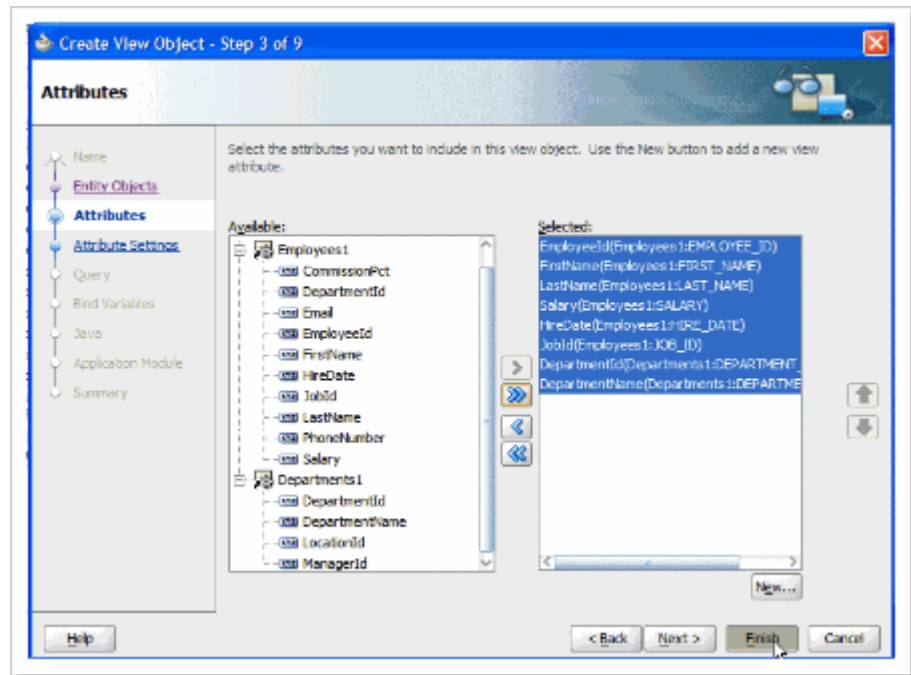 Create View Object - Step 3 of 9
Attributes
Name
Entity Objects
Attributes
Attribute Settings
Query
Bind Variables
Java
Application Module
Summary
Select the attributes you want to include in this view object. Use the New button to add a new view
attribute.
Available:
Employees1
CommissionPct
DepartmentId
Email
EmployeeId
FirstName
HireDate
JobId
LastName
PhoneNumber
Salary
Departments1
DepartmentId
DepartmentName
LocationId
ManagerId
Selected:
EmployeeId(Employees1:EMPLOYEE_ID)
FirstName(Employees1:FIRST_NAME)
LastName(Employees1:LAST_NAME)
Salary(Employees1:SALARY)
HireDate(Employees1:HIRE_DATE)
JobId(Employees1:JOB_ID)
DepartmentId(Departments1:DEPARTMENT_
DepartmentName(Departments1:DEPARTME
New...
Help
< Back
Next >
Finish
Cancel